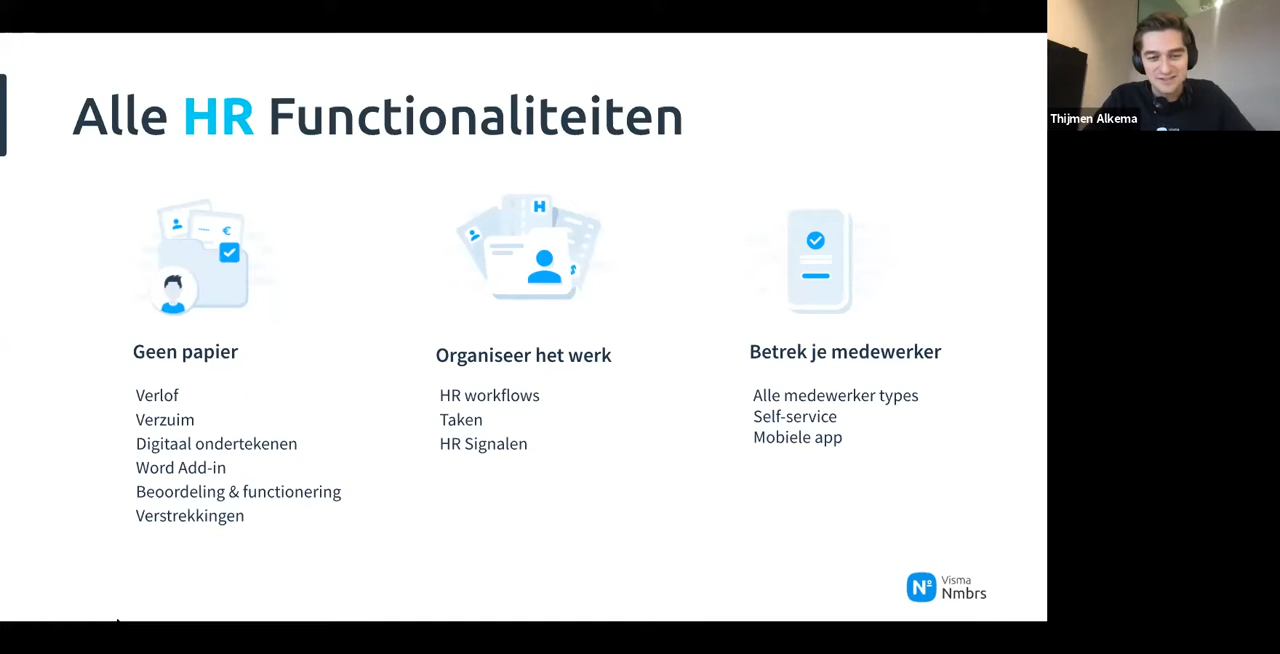 Alle HR Functionaliteiten
Thijmen Alkema
Geen papier
Verlof
Verzuim
Digitaal ondertekenen
Word Add-in
Beoordeling & functionering
Verstrekkingen
Organiseer het werk
HR workflows
Taken
HR Signalen
Betrek je medewerker
Alle medewerker types
Self-service
Mobiele app
Nº
Visma
Nmbrs